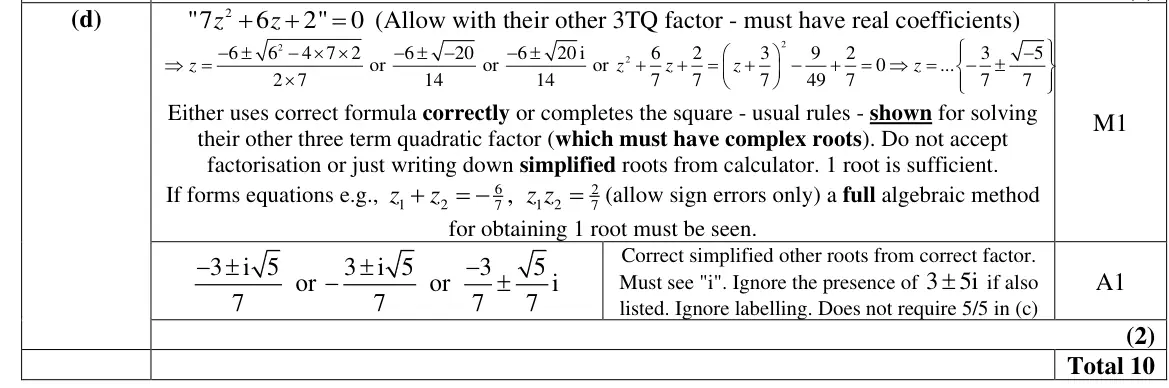 (d)
"7z² + 6z + 2" = 0 (Allow with their other 3TQ factor - must have real coefficients)
⇒ z = (−6 ± √(6² − 4×7×2))/(2×7) or (−6 ± √−20)/14 or (−6 ± √20 i)/14 or z² + 6/7 z + 2/7 = (z + 3/7)² − 9/49 + 2/7 = 0 ⇒ z = ...{−3/7 ± √−5/7}
Either uses correct formula correctly or completes the square - usual rules - shown for solving
their other three term quadratic factor (which must have complex roots). Do not accept
factorisation or just writing down simplified roots from calculator. 1 root is sufficient.
If forms equations e.g., z₁ + z₂ = −6/7, z₁z₂ = 2/7 (allow sign errors only) a full algebraic method
for obtaining 1 root must be seen.
M1
(−3 ± i√5)/7 or −(3 ± i√5)/7 or −3/7 ± √5/7 i
Correct simplified other roots from correct factor.
Must see "i". Ignore the presence of 3 ± 5i if also
listed. Ignore labelling. Does not require 5/5 in (c)
A1
(2)
Total 10